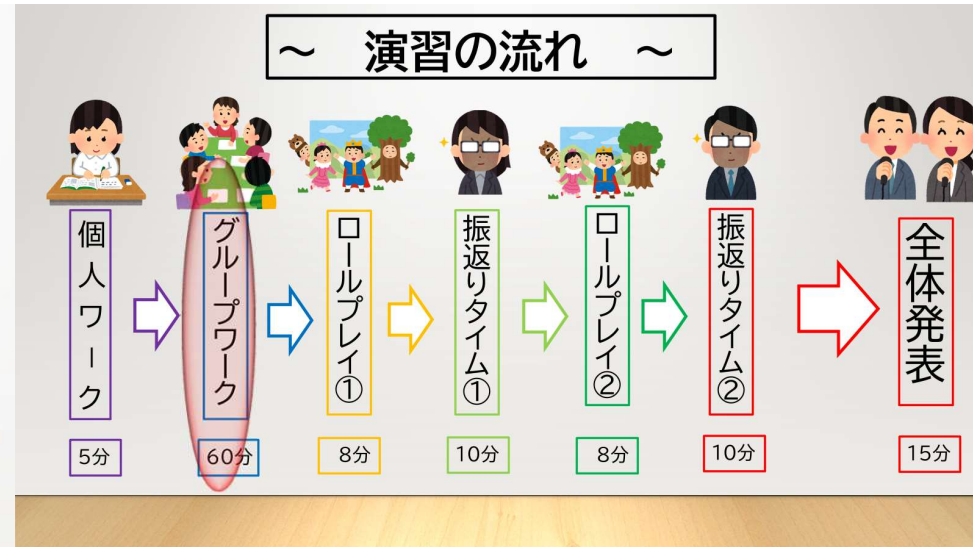 ～　演習の流れ　～
個人ワーク
グループワーク
ロールプレイ①
振返りタイム①
ロールプレイ②
振返りタイム②
全体発表
5分
60分
8分
10分
8分
10分
15分